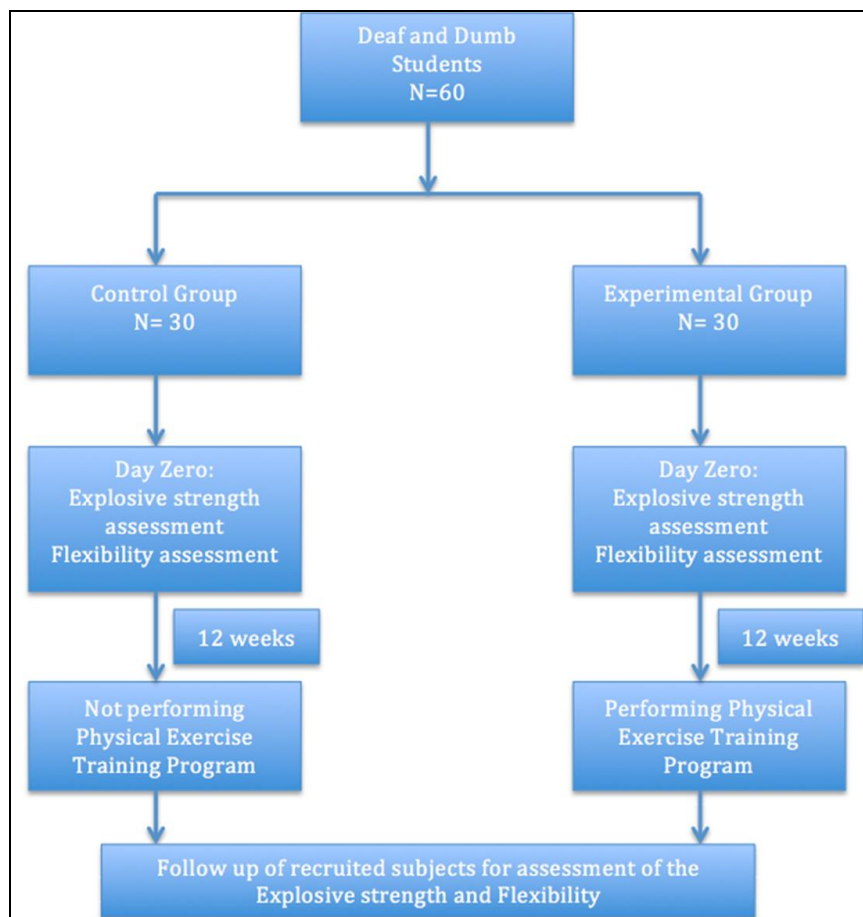 Deaf and Dumb
Students
N=60
Control Group
N= 30
Experimental Group
N= 30
Day Zero:
Explosive strength
assessment
Flexibility assessment
Day Zero:
Explosive strength
assessment
Flexibility assessment
12 weeks
12 weeks
Not performing
Physical Exercise
Training Program
Performing Physical
Exercise Training
Program
Follow up of recruited subjects for assessment of the
Explosive strength and Flexibility